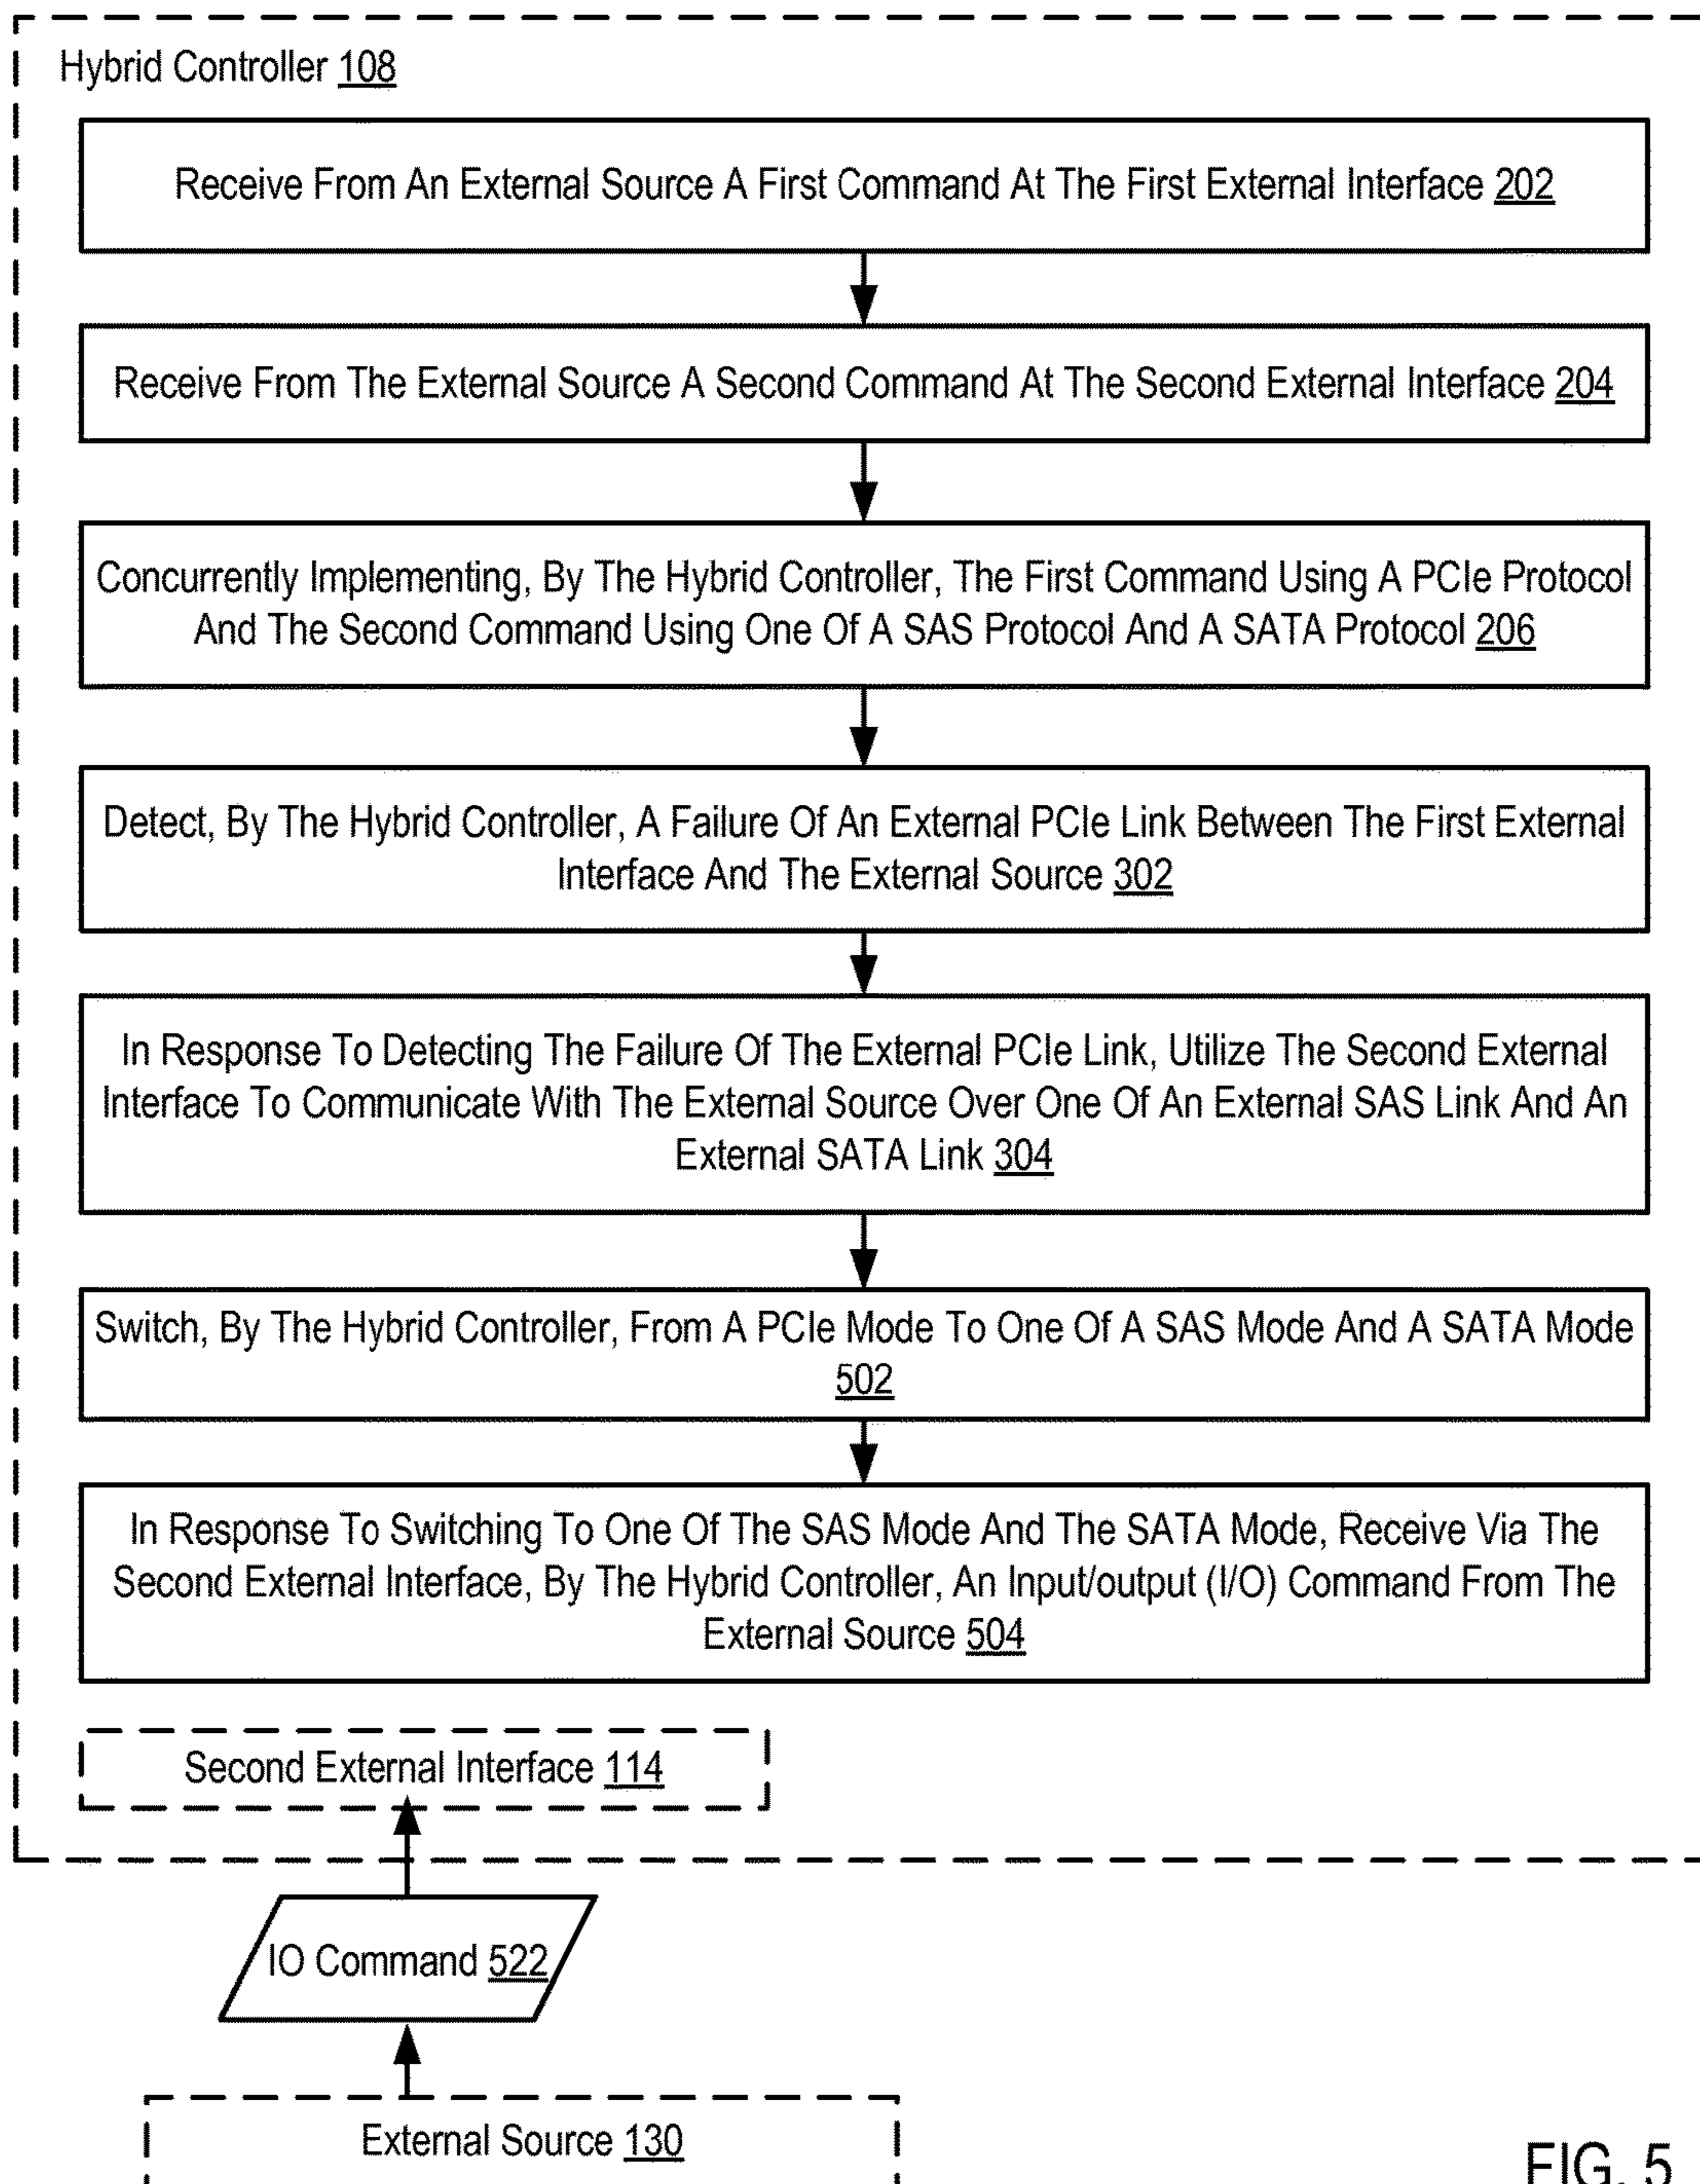 Hybrid Controller 108
Receive From An External Source A First Command At The First External Interface 202
Receive From The External Source A Second Command At The Second External Interface 204
Concurrently Implementing, By The Hybrid Controller, The First Command Using A PCIe Protocol
And The Second Command Using One Of A SAS Protocol And A SATA Protocol 206
Detect, By The Hybrid Controller, A Failure Of An External PCIe Link Between The First External
Interface And The External Source 302
In Response To Detecting The Failure Of The External PCIe Link, Utilize The Second External
Interface To Communicate With The External Source Over One Of An External SAS Link And An
External SATA Link 304
Switch, By The Hybrid Controller, From A PCIe Mode To One Of A SAS Mode And A SATA Mode
502
In Response To Switching To One Of The SAS Mode And The SATA Mode, Receive Via The
Second External Interface, By The Hybrid Controller, An Input/output (I/O) Command From The
External Source 504
Second External Interface 114
IO Command 522
External Source 130
FIG. 5